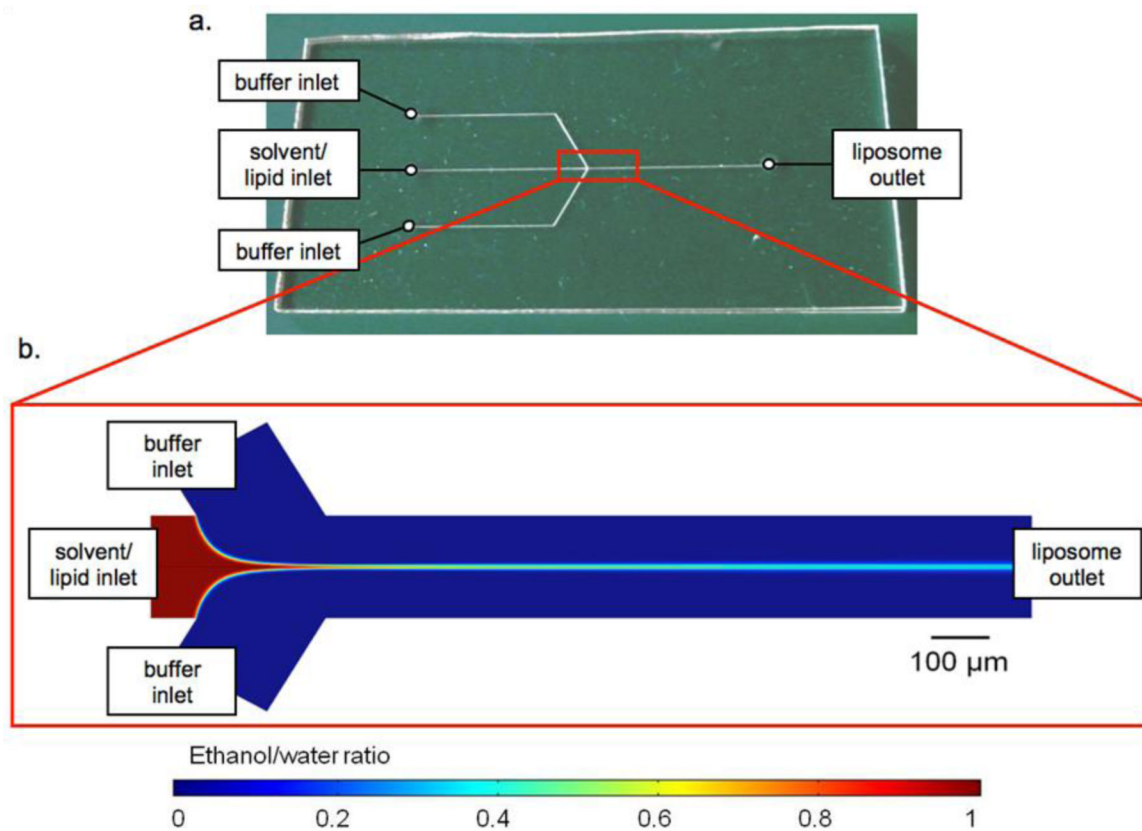 a.
buffer inlet
solvent/
lipid inlet
buffer inlet
liposome
outlet
b.
buffer
inlet
solvent/
lipid inlet
buffer
inlet
liposome
outlet
100 µm
Ethanol/water ratio
0 0.2 0.4 0.6 0.8 1